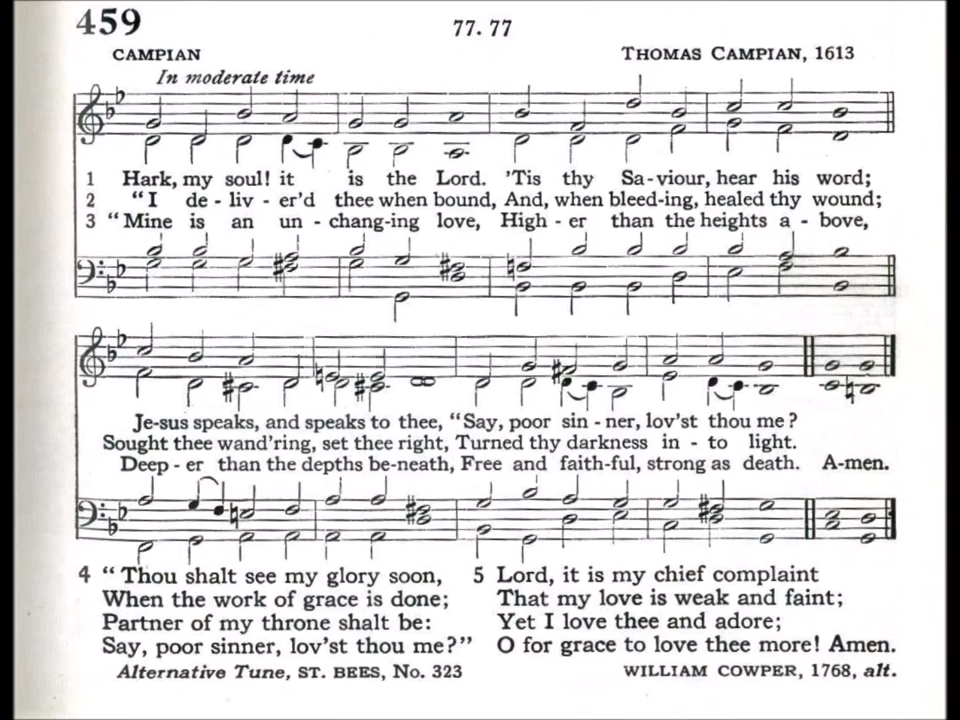 459
77. 77
CAMPIAN THOMAS CAMPIAN, 1613
In moderate time
1 Hark, my soul! it is the Lord. 'Tis thy Sa-viour, hear his word;
2 “I de - liv - er'd thee when bound, And, when bleed-ing, healed thy wound;
3 “Mine is an un - chang-ing love, High - er than the heights a - bove,
Je-sus speaks, and speaks to thee, “Say, poor sin - ner, lov'st thou me?
Sought thee wand'ring, set thee right, Turned thy darkness in - to light.
Deep - er than the depths be-neath, Free and faith-ful, strong as death. A-men.
4 “Thou shalt see my glory soon,
When the work of grace is done;
Partner of my throne shalt be:
Say, poor sinner, lov'st thou me?”
Alternative Tune, ST. BEES, No. 323
5 Lord, it is my chief complaint
That my love is weak and faint;
Yet I love thee and adore;
O for grace to love thee more! Amen.
WILLIAM COWPER, 1768, alt.